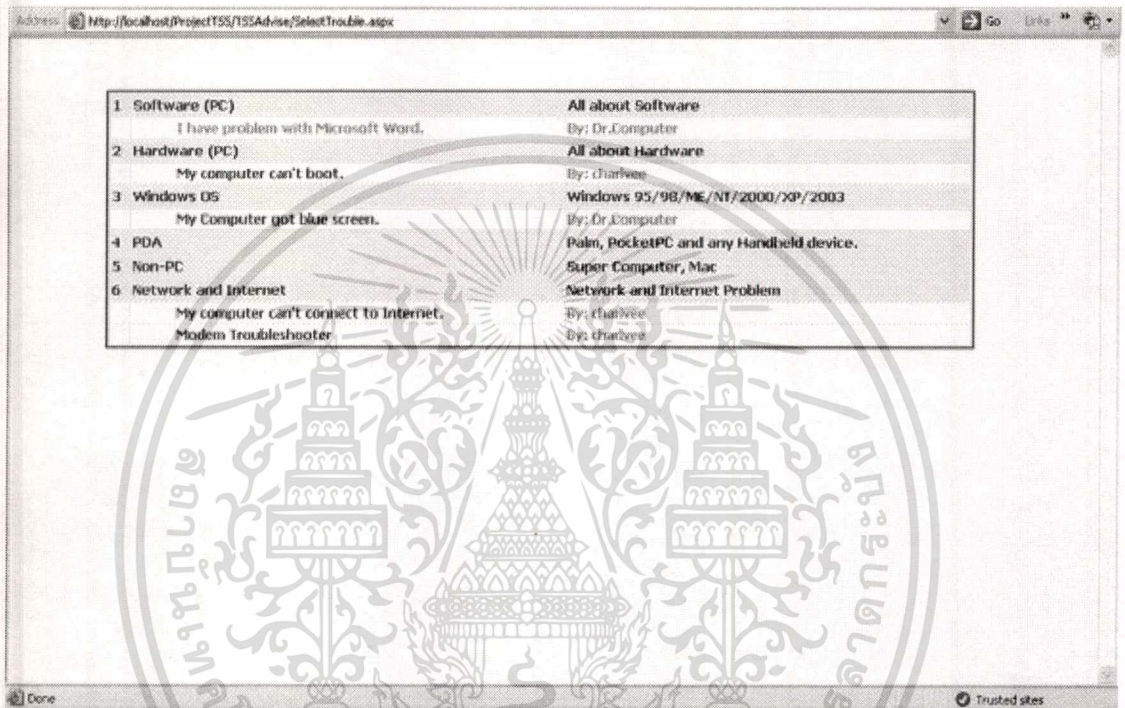 Address http://localhost/ProjectTSS/TSSAdvise/SelectTrouble.aspx Go Links »
1 Software (PC) All about Software
I have problem with Microsoft Word. By: Dr.Computer
2 Hardware (PC) All about Hardware
My computer can't boot. By: charivee
3 Windows OS Windows 95/98/ME/NT/2000/XP/2003
My Computer got blue screen. By: Dr.Computer
4 PDA Palm, PocketPC and any Handheld device.
5 Non-PC Super Computer, Mac
6 Network and Internet Network and Internet Problem
My computer can't connect to Internet. By: charivee
Modem Troubleshooter By: charivee
Done Trusted sites